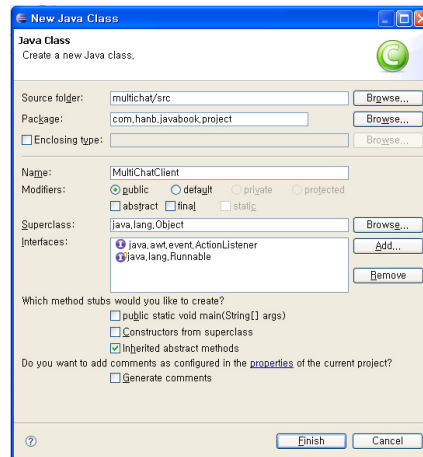 New Java Class
Java Class
Create a new Java class.
Source folder: multichat/src Browse...
Package: com.hanb.javabook.project Browse...
Enclosing type: Browse...
Name: MultiChatClient
Modifiers: public default private protected
abstract final static
Superclass: java.lang.Object Browse...
Interfaces: java.awt.event.ActionListener Add...
java.lang.Runnable
Remove
Which method stubs would you like to create?
public static void main(String[] args)
Constructors from superclass
Inherited abstract methods
Do you want to add comments as configured in the properties of the current project?
Generate comments
? Finish Cancel